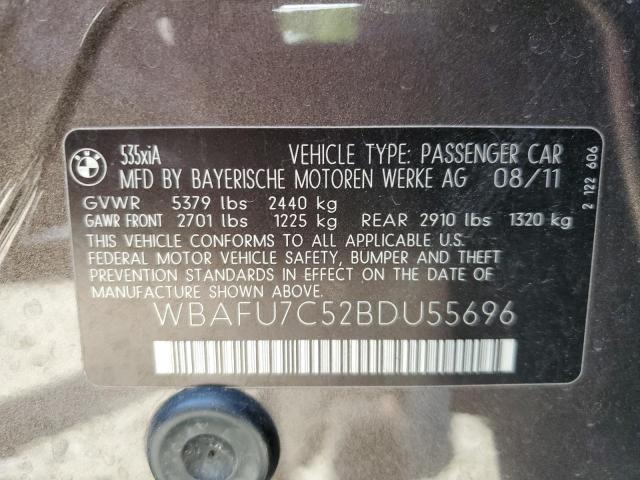 BMW
535xiA VEHICLE TYPE: PASSENGER CAR
MFD BY BAYERISCHE MOTOREN WERKE AG 08/11
GVWR 5379 lbs 2440 kg
GAWR FRONT 2701 lbs 1225 kg REAR 2910 lbs 1320 kg
THIS VEHICLE CONFORMS TO ALL APPLICABLE U.S.
FEDERAL MOTOR VEHICLE SAFETY, BUMPER AND THEFT
PREVENTION STANDARDS IN EFFECT ON THE DATE OF
MANUFACTURE SHOWN ABOVE.
WBAFU7C52BDU55696
2 122 606